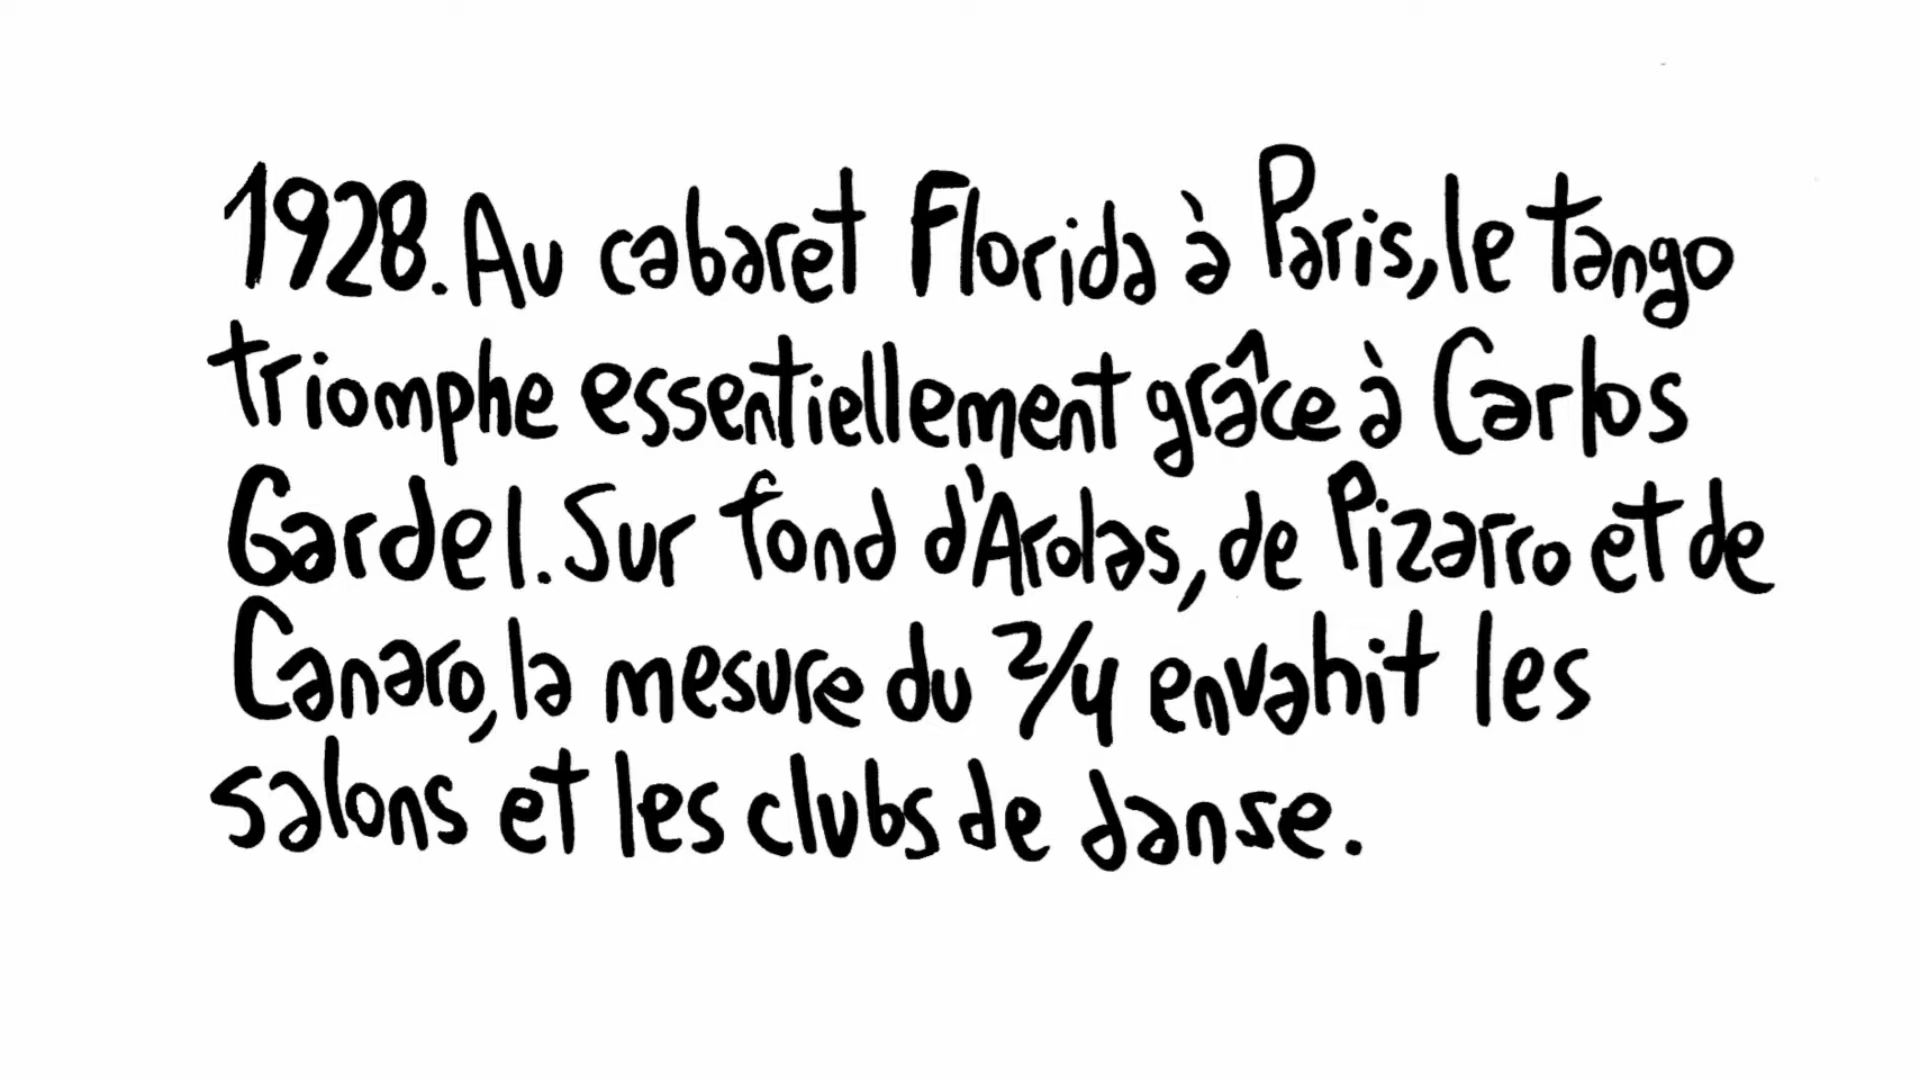 1928. Au cabaret Florida à Paris, le tango
triomphe essentiellement grâce à Carlos
Gardel. Sur fond d'Arolas, de Pizarro et de
Canaro, la mesure du 2/4 envahit les
salons et les clubs de danse.